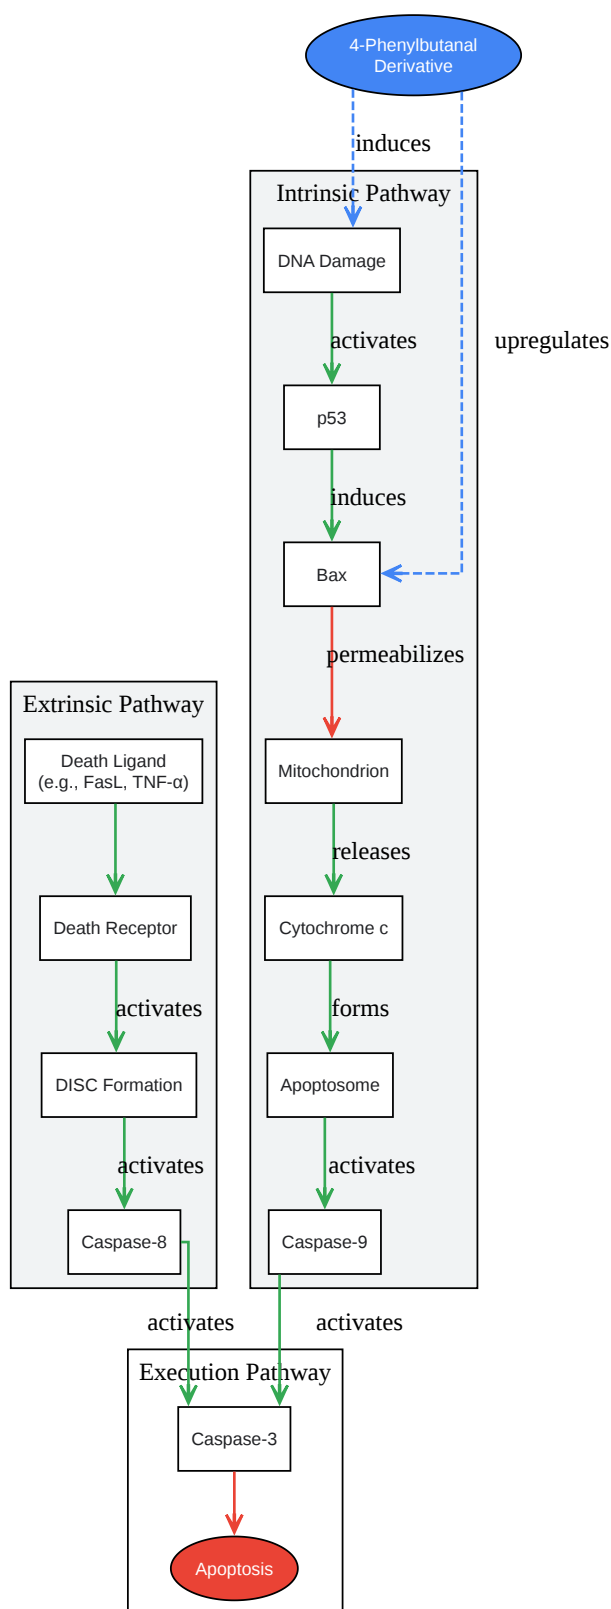 4-Phenylbutanal
Derivative
induces
Intrinsic Pathway
DNA Damage
activates
upregulates
p53
induces
Bax
permeabilizes
Extrinsic Pathway
Death Ligand
(e.g., FasL, TNF-α)
Mitochondrion
releases
Death Receptor
Cytochrome c
activates
forms
DISC Formation
Apoptosome
activates
activates
Caspase-8
Caspase-9
activates
activates
Execution Pathway
Caspase-3
Apoptosis